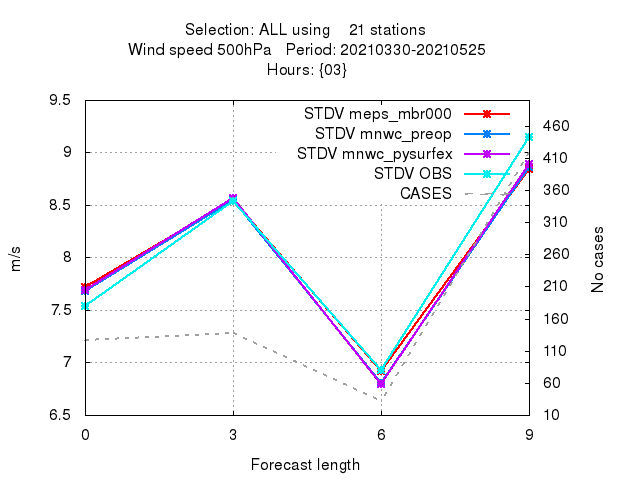 Selection: ALL using    21 stations
Wind speed 500hPa   Period: 20210330-20210525
Hours: {03}
STDV meps_mbr000
STDV mnwc_preop
STDV mnwc_pysurfex
STDV OBS
CASES
9.5
9
8.5
8
7.5
7
6.5
m/s
460
410
360
310
260
210
160
110
60
10
No cases
0 3 6 9
Forecast length